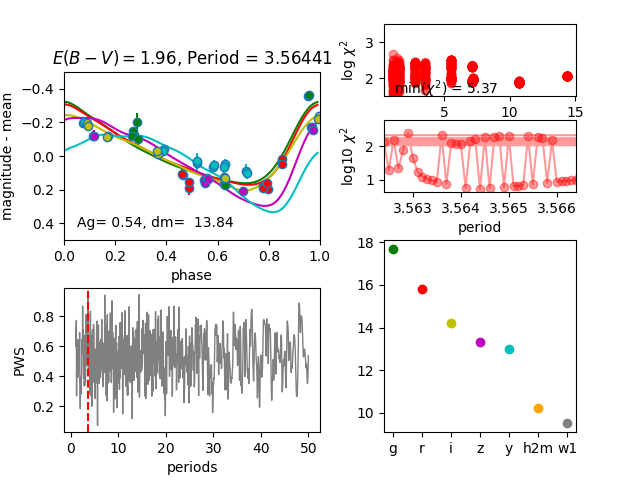 E(B − V) = 1.96, Period = 3.56441
magnitude - mean
−0.4
−0.2
0.0
0.2
0.4
Ag= 0.54, dm=  13.84
0.0 0.2 0.4 0.6 0.8 1.0
phase
log χ²
3
2
min(χ²) = 5.37
5 10 15
log10 χ²
2
1
3.563 3.564 3.565 3.566
period
PWS
0.8
0.6
0.4
0.2
0 10 20 30 40 50
periods
18
16
14
12
10
g r i z y h2m w1